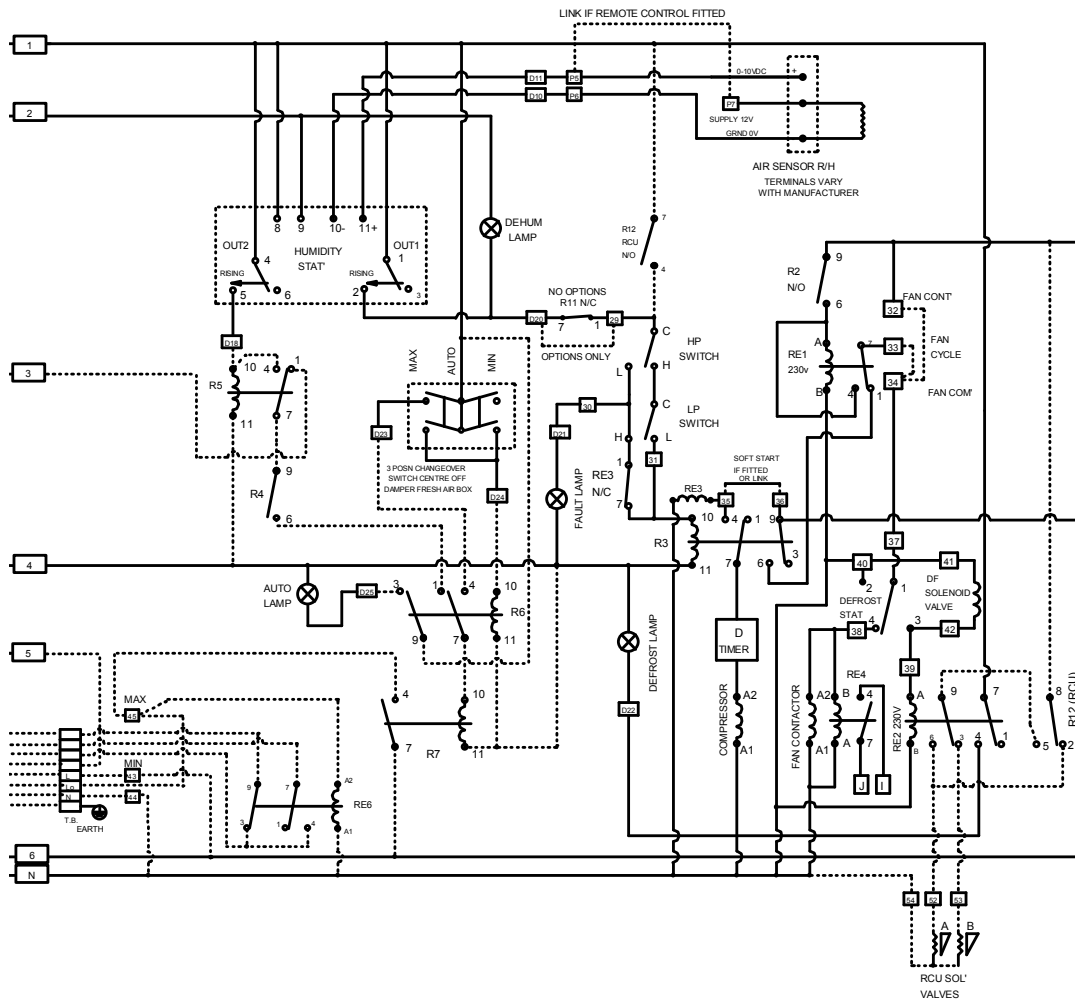 LINK IF REMOTE CONTROL FITTED
1
D11
P5
0-10VDC
+
D10
P6
P7
SUPPLY 12V
GRND 0V
2
AIR SENSOR R/H
TERMINALS VARY
WITH MANUFACTURER
8
9
10-
11+
DEHUM
LAMP
7
R12
RCU
N/O
4
OUT2
4
HUMIDITY
STAT'
OUT1
1
RISING
5
6
RISING
2
3
R2
N/O
9
6
FAN CONT'
32
NO OPTIONS
R11 N/C
D20
7
1
29
OPTIONS ONLY
C
HP
SWITCH
H
L
D18
MAX
AUTO
MIN
A
RE1
230v
B
7
33
FAN
CYCLE
34
FAN COM'
4
1
3
10
4
1
R5
11
7
C
LP
SWITCH
L
H
30
D23
D21
31
3 POSN CHANGEOVER
SWITCH CENTRE OFF
DAMPER FRESH AIR BOX
D24
9
R4
6
FAULT LAMP
1
RE3
N/C
7
RE3
SOFT START
IF FITTED
OR LINK
35
36
10
R3
11
4
1
9
7
6
3
37
4
40
41
2
1
DEFROST
STAT
4
DF
SOLENOID
VALVE
38
3
42
39
AUTO
LAMP
D25
3
1
4
10
R6
9
7
11
DEFROST LAMP
D
TIMER
5
MAX
45
4
R7
7
10
11
D22
COMPRESSOR
A2
A1
FAN CONTACTOR
A2
A1
B
A
RE4
4
7
J
I
RE2 230V
A
B
9
7
6
3
4
1
8
5
2
R12 (RCU)
L
Lo
N
MIN
43
44
T.B.
EARTH
9
7
3
1
4
A2
RE6
A1
6
N
54
52
53
A
B
RCU SOL'
VALVES